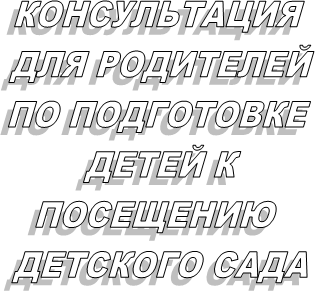 КОНСУЛЬТАЦИЯ
ДЛЯ РОДИТЕЛЕЙ
ПО ПОДГОТОВКЕ
ДЕТЕЙ К
ПОСЕЩЕНИЮ
ДЕТСКОГО САДА